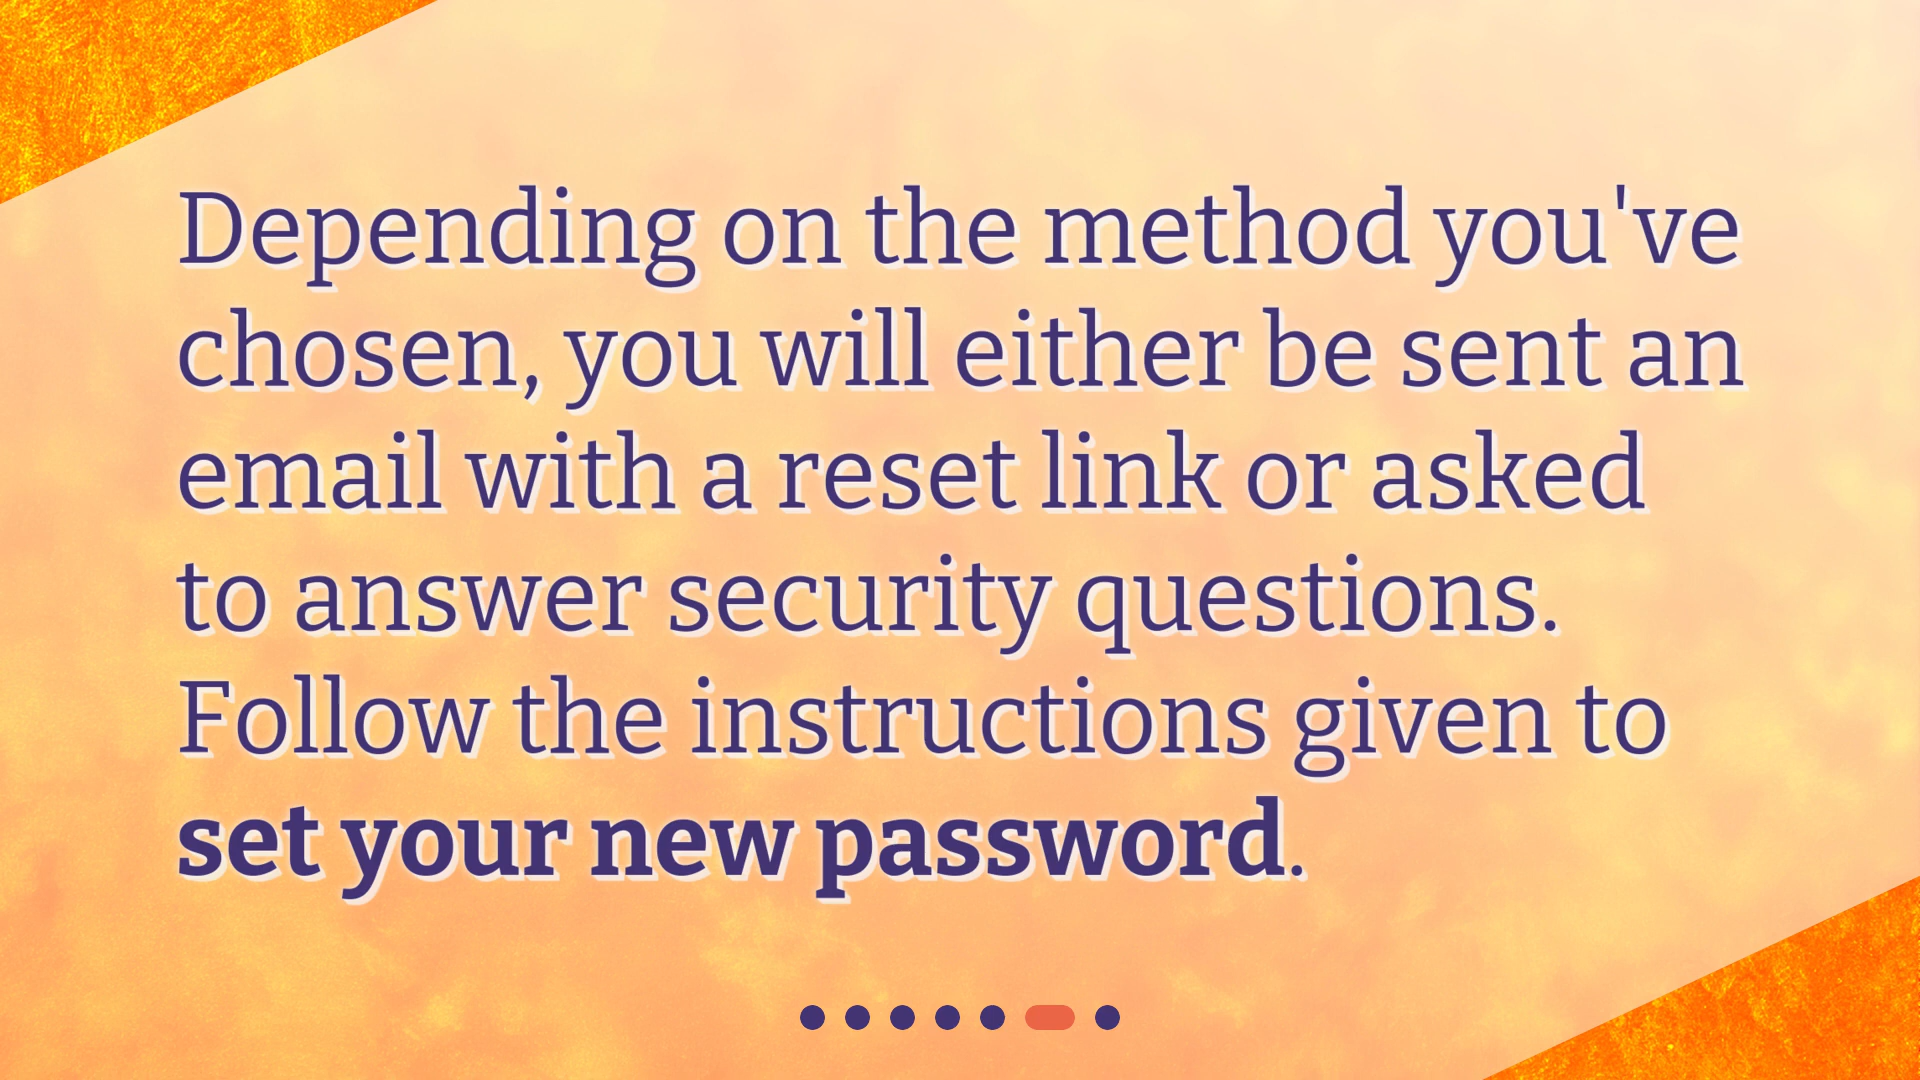 Depending on the method you've
chosen, you will either be sent an
email with a reset link or asked
to answer security questions.
Follow the instructions given to
set your new password.